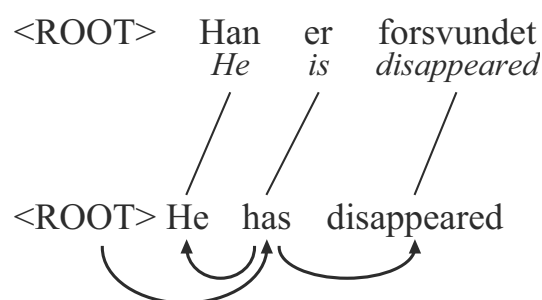 <ROOT> Han er forsvundet
He is disappeared
<ROOT> He has disappeared